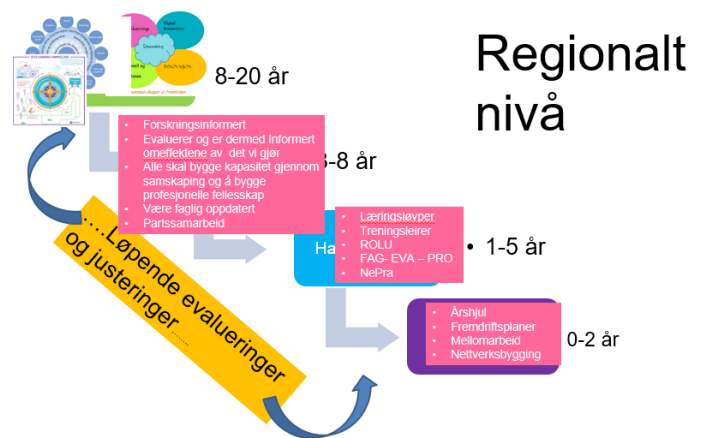 Regionalt
nivå
8-20 år
• Forskningsinformert
• Evaluerer og er dermed Informert
omeffektene av det vi gjør
• Alle skal bygge kapasitet gjennom
samskaping og å bygge
profesjonelle fellesskap
• Være faglig oppdatert
• Partssamarbeid
-8 år
• Læringsløyper
• Treningsleirer
• ROLU
• FAG- EVA – PRO
• NePra
Ha
• 1-5 år
• Årshjul
• Fremdriftsplaner
• Mellomarbeid
• Nettverksbygging
0-2 år
....Løpende evalueringer
og justeringer......